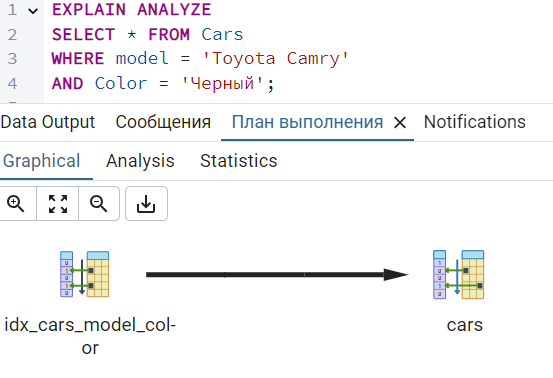 1 EXPLAIN ANALYZE
2 SELECT * FROM Cars
3 WHERE model = 'Toyota Camry'
4 AND Color = 'Черный';
Data Output Сообщения План выполнения × Notifications
Graphical Analysis Statistics
idx_cars_model_col-
or
cars